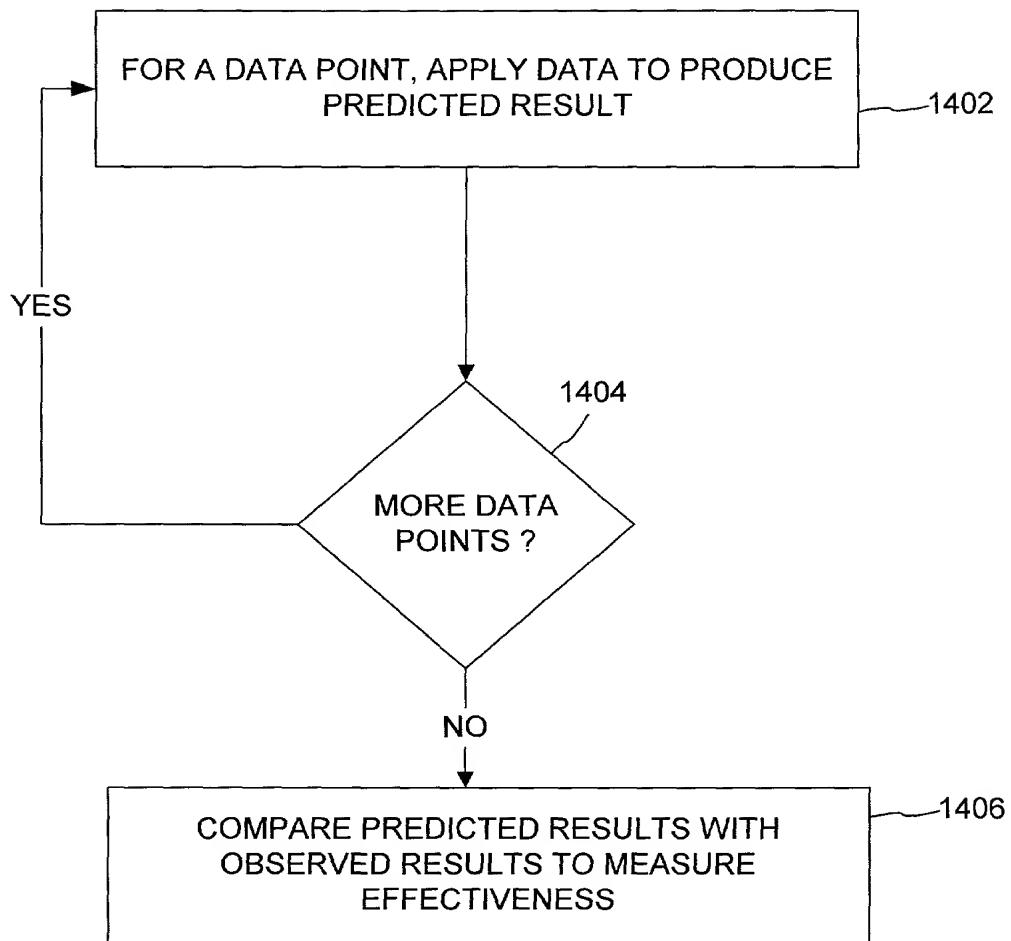 FOR A DATA POINT, APPLY DATA TO PRODUCE
PREDICTED RESULT
1402
YES
1404
MORE DATA
POINTS ?
NO
1406
COMPARE PREDICTED RESULTS WITH
OBSERVED RESULTS TO MEASURE
EFFECTIVENESS